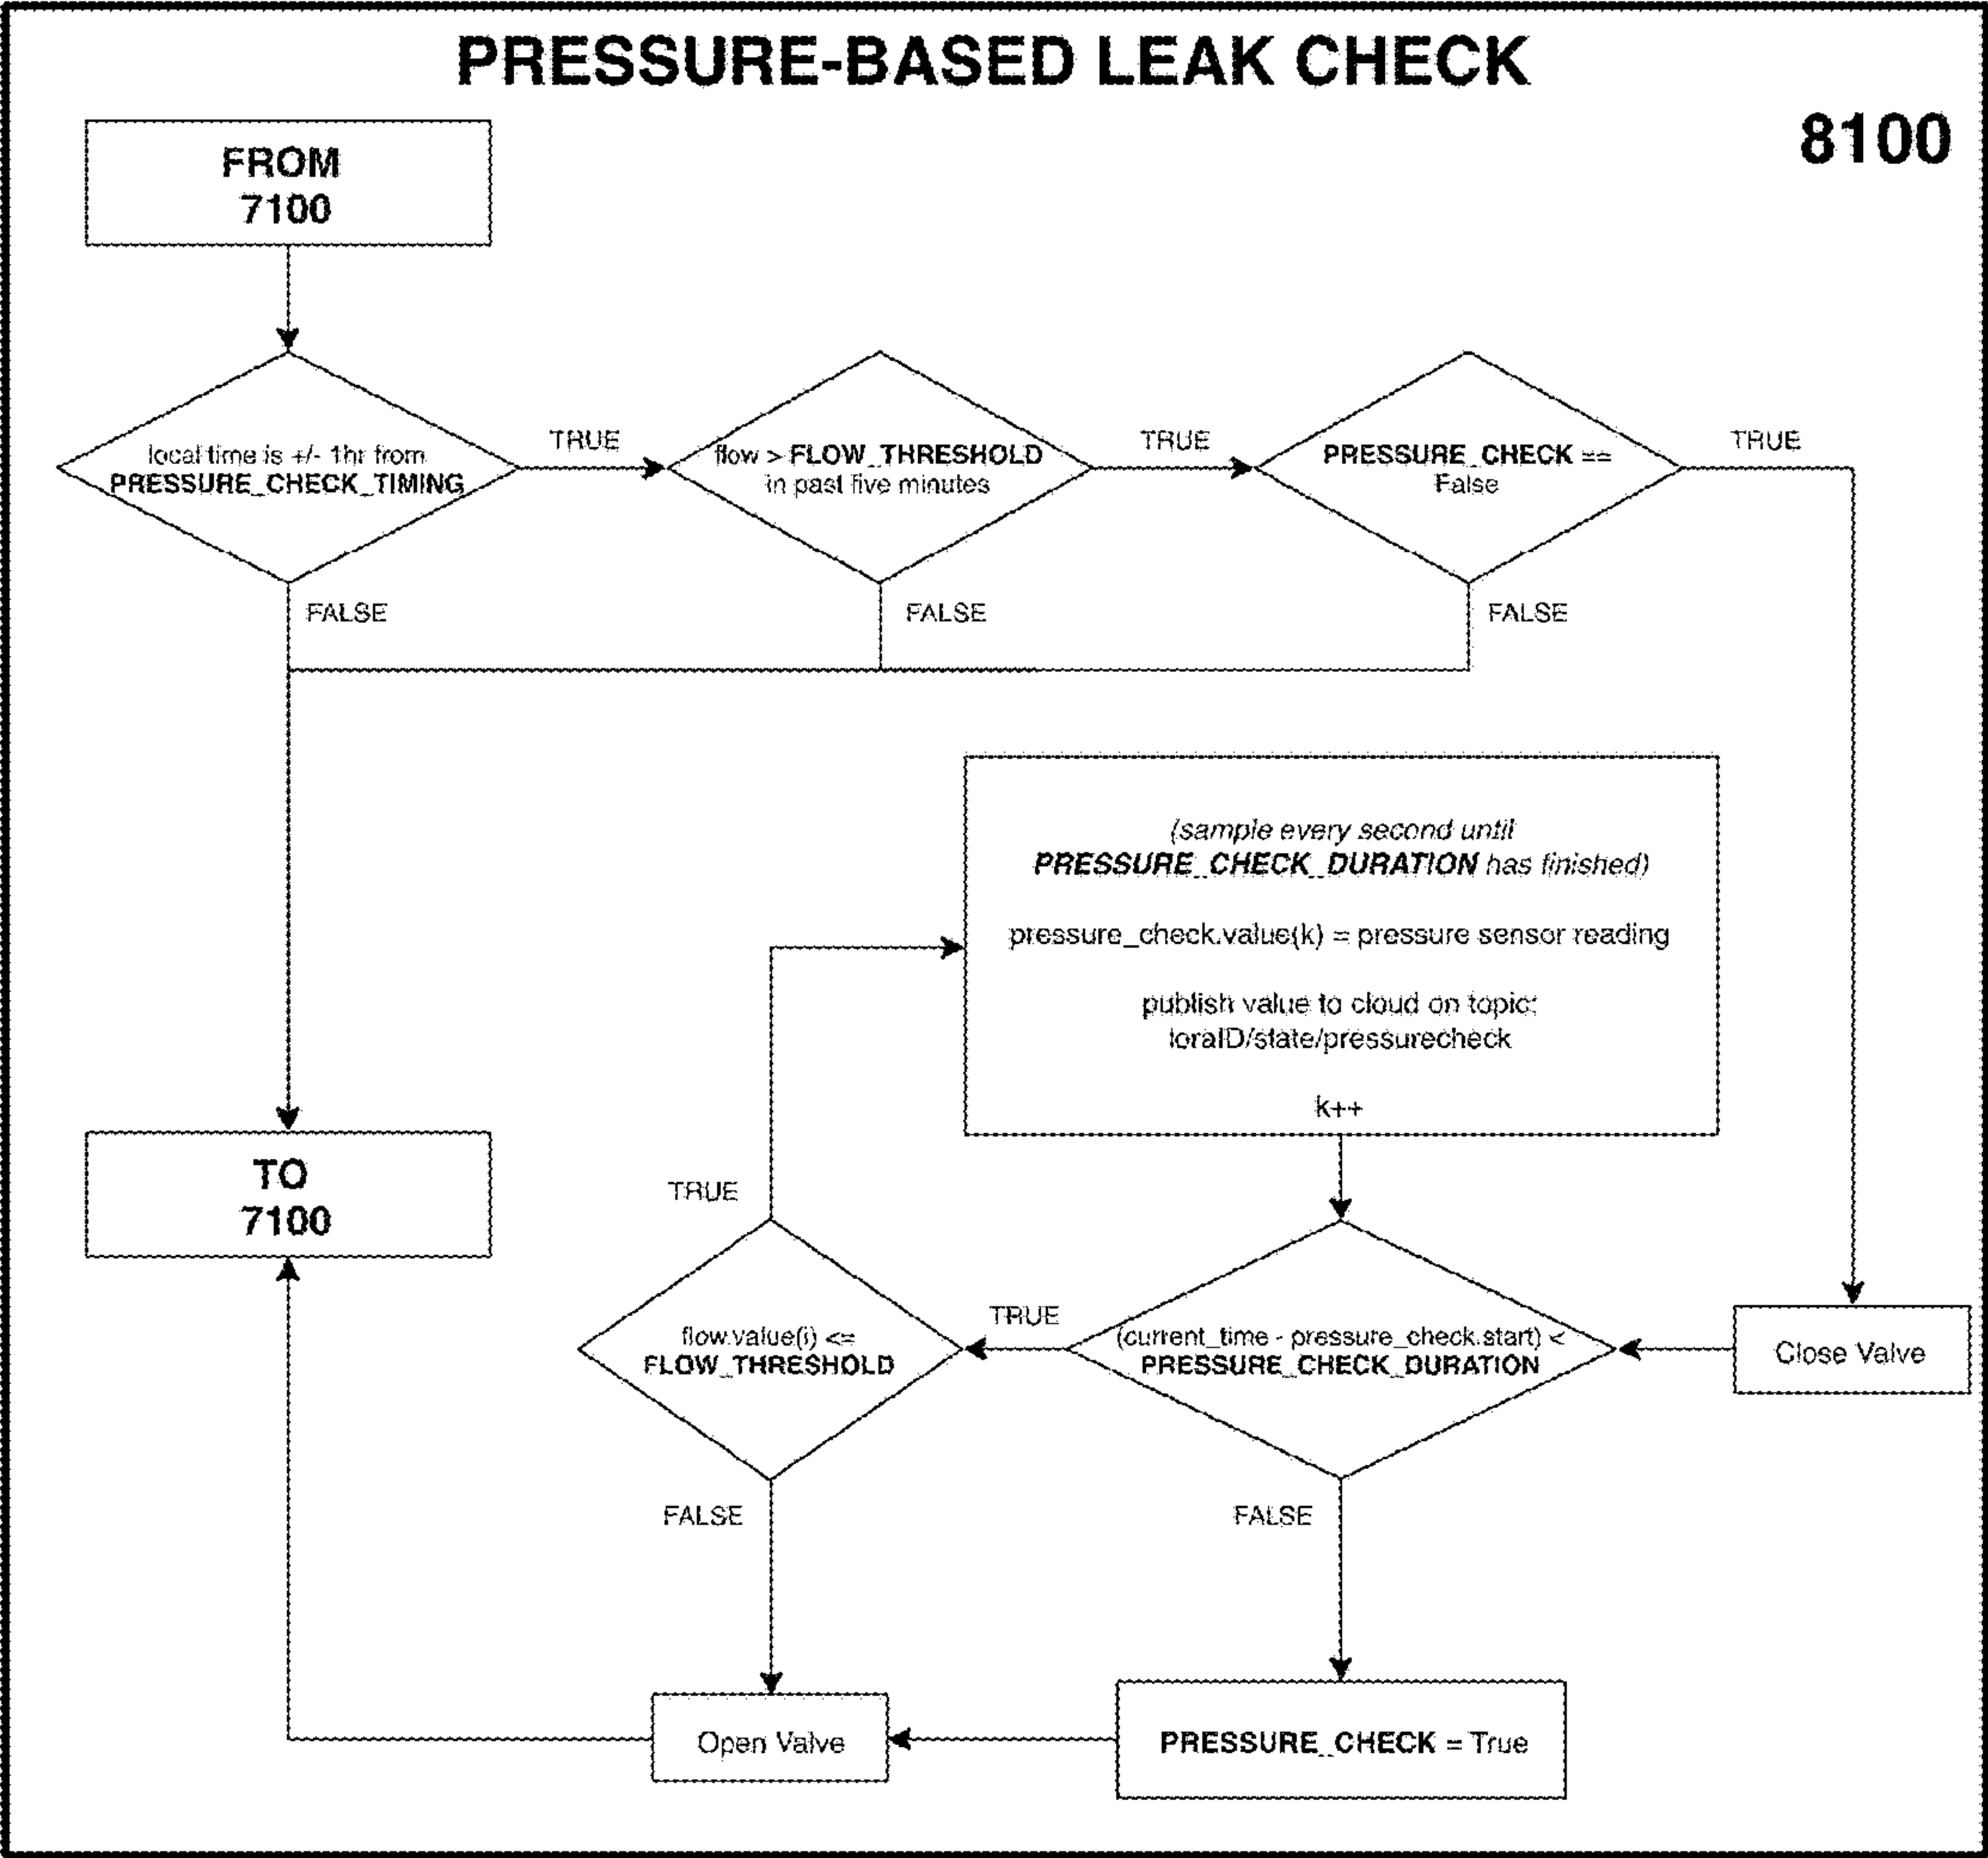 PRESSURE-BASED LEAK CHECK
8100
FROM
7100
local time is +/- 1hr from
PRESSURE_CHECK_TIMING
TRUE
flow > FLOW_THRESHOLD
in past five minutes
TRUE
PRESSURE_CHECK ==
False
TRUE
FALSE
FALSE
FALSE
(sample every second until
PRESSURE_CHECK_DURATION has finished)
pressure_check.value(k) = pressure sensor reading
publish value to cloud on topic:
loraID/state/pressurecheck
k++
TO
7100
TRUE
flow.value(i) <=
FLOW_THRESHOLD
TRUE
(current_time - pressure_check.start) <
PRESSURE_CHECK_DURATION
Close Valve
FALSE
FALSE
Open Valve
PRESSURE_CHECK = True